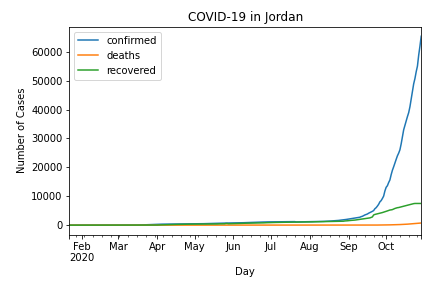 COVID-19 in Jordan
confirmed
deaths
recovered
Number of Cases
60000
50000
40000
30000
20000
10000
0
Feb Mar Apr May Jun Jul Aug Sep Oct
2020
Day